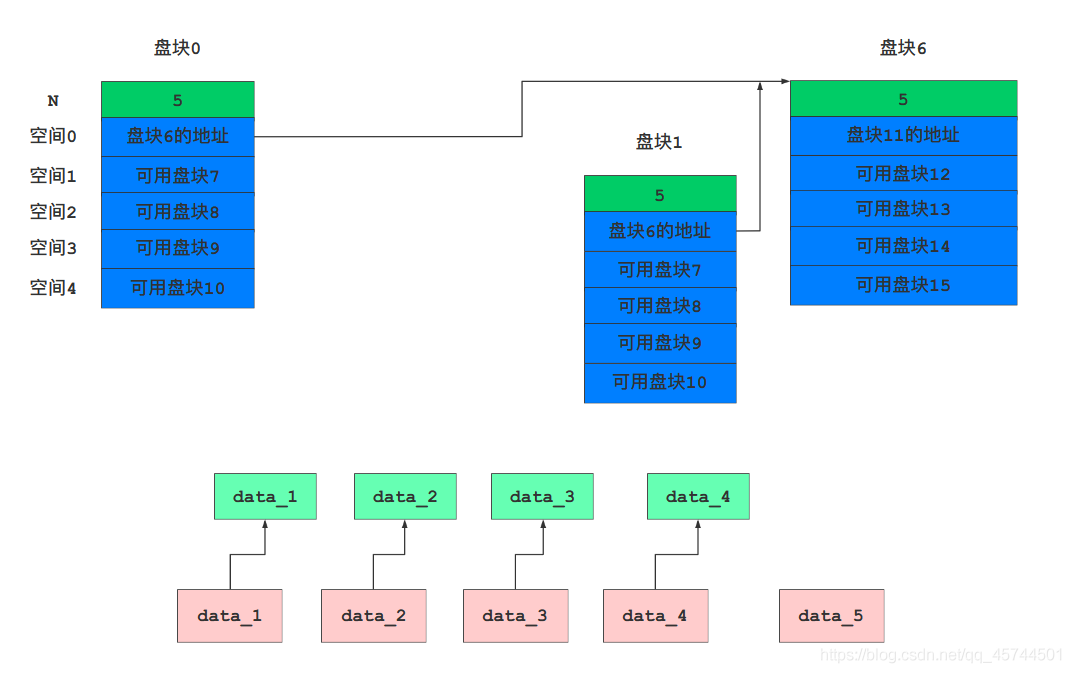 盘块0
N
5
空间0
盘块6的地址
空间1
可用盘块7
空间2
可用盘块8
空间3
可用盘块9
空间4
可用盘块10
盘块1
5
盘块6的地址
可用盘块7
可用盘块8
可用盘块9
可用盘块10
盘块6
5
盘块11的地址
可用盘块12
可用盘块13
可用盘块14
可用盘块15
data_1
data_2
data_3
data_4
data_1
data_2
data_3
data_4
data_5
https://blog.csdn.net/qq_45744501